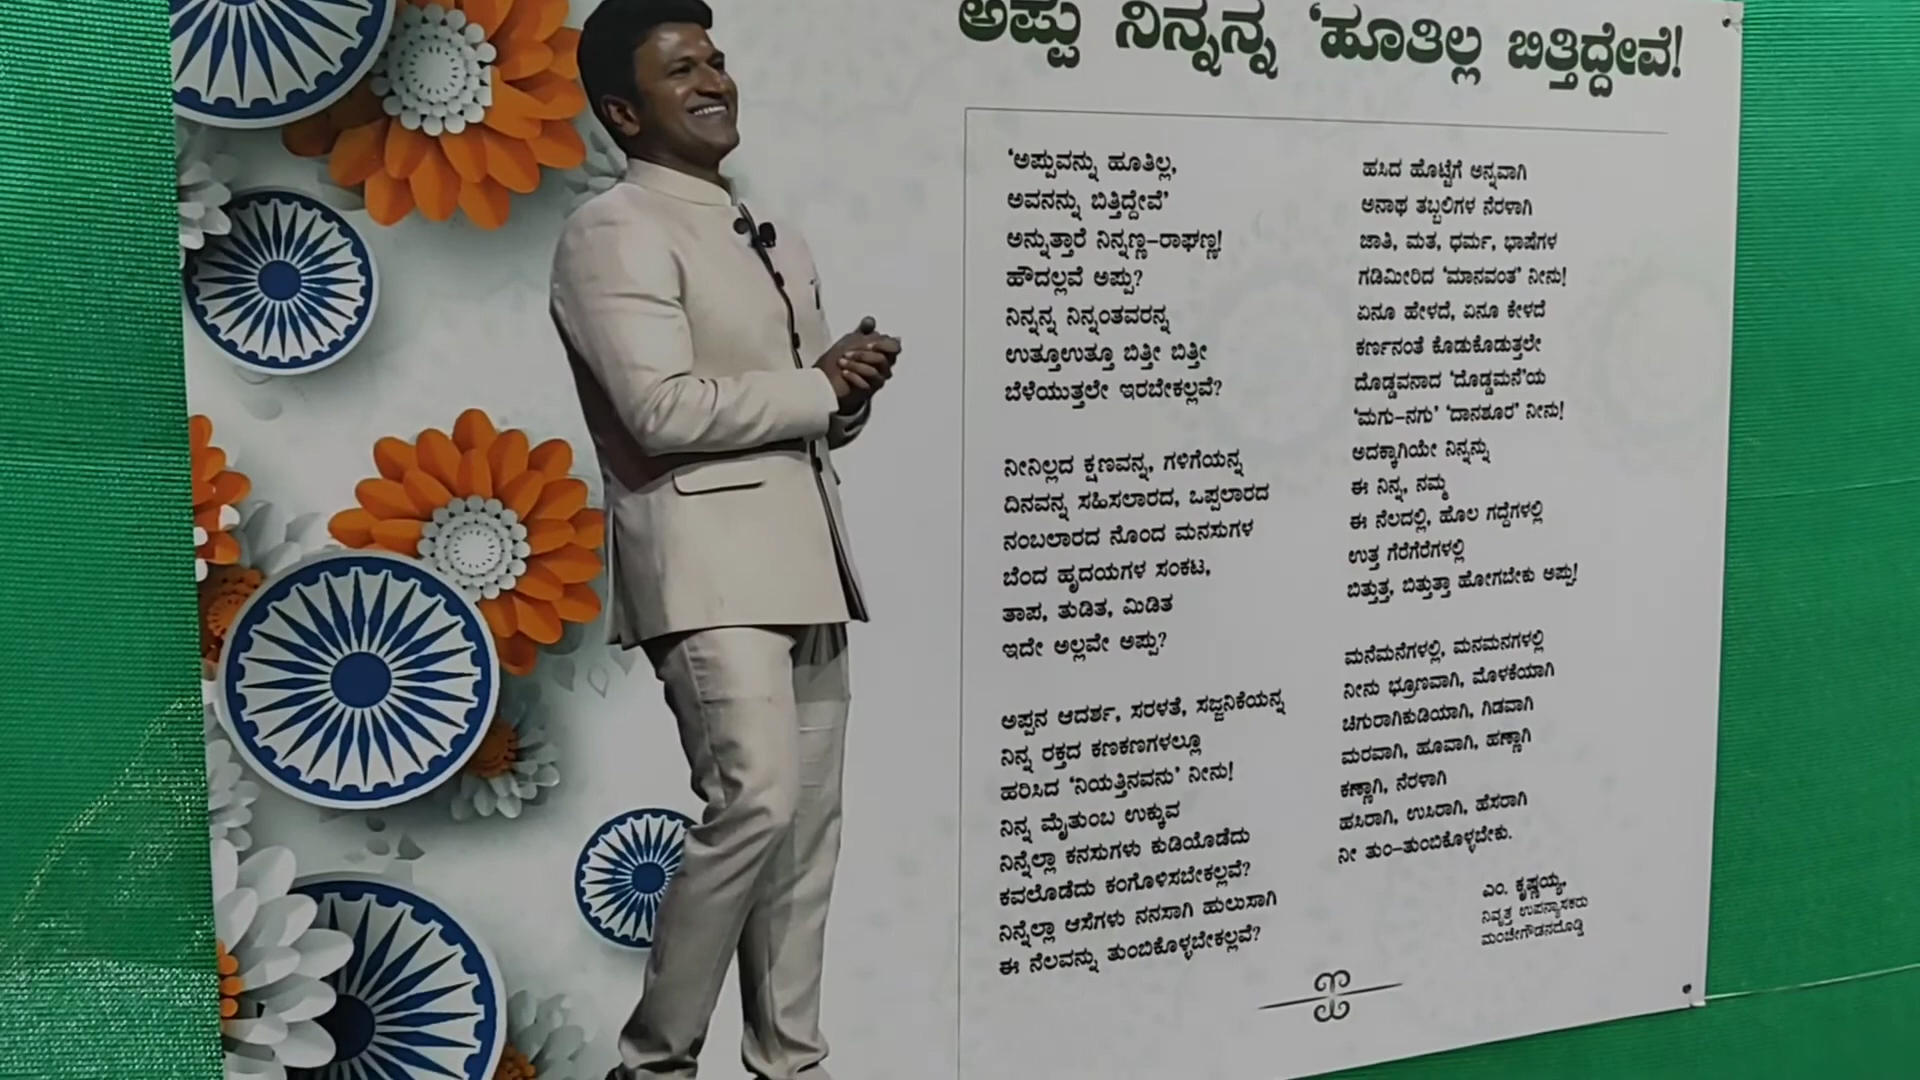 ಅಪ್ಪು ನಿನ್ನನ್ನ 'ಹೂತಿಲ್ಲ ಬಿತ್ತಿದ್ದೇವೆ!
'ಅಪ್ಪುವನ್ನು ಹೂತಿಲ್ಲ,
ಅವನನ್ನು ಬಿತ್ತಿದ್ದೇವೆ'
ಅನ್ನುತ್ತಾರೆ ನಿನ್ನಣ್ಣ–ರಾಘಣ್ಣ!
ಹೌದಲ್ಲವೆ ಅಪ್ಪು?
ನಿನ್ನನ್ನ ನಿನ್ನಂತವರನ್ನ
ಉತ್ತೂಉತ್ತೂ ಬಿತ್ತೀ ಬಿತ್ತೀ
ಬೆಳೆಯುತ್ತಲೇ ಇರಬೇಕಲ್ಲವೆ?
ನೀನಿಲ್ಲದ ಕ್ಷಣವನ್ನ, ಗಳಿಗೆಯನ್ನ
ದಿನವನ್ನ ಸಹಿಸಲಾರದ, ಒಪ್ಪಲಾರದ
ನಂಬಲಾರದ ನೊಂದ ಮನಸುಗಳ
ಬೆಂದ ಹೃದಯಗಳ ಸಂಕಟ,
ತಾಪ, ತುಡಿತ, ಮಿಡಿತ
ಇದೇ ಅಲ್ಲವೇ ಅಪ್ಪು?
ಅಪ್ಪನ ಆದರ್ಶ, ಸರಳತೆ, ಸಜ್ಜನಿಕೆಯನ್ನ
ನಿನ್ನ ರಕ್ತದ ಕಣಕಣಗಳಲ್ಲೂ
ಹರಿಸಿದ 'ನಿಯತ್ತಿನವನು' ನೀನು!
ನಿನ್ನ ಮೈತುಂಬ ಉಕ್ಕುವ
ನಿನ್ನೆಲ್ಲಾ ಕನಸುಗಳು ಕುಡಿಯೊಡೆದು
ಕವಲೊಡೆದು ಕಂಗೊಳಿಸಬೇಕಲ್ಲವೆ?
ನಿನ್ನೆಲ್ಲಾ ಆಸೆಗಳು ನನಸಾಗಿ ಹುಲುಸಾಗಿ
ಈ ನೆಲವನ್ನು ತುಂಬಿಕೊಳ್ಳಬೇಕಲ್ಲವೆ?
ಹಸಿದ ಹೊಟ್ಟೆಗೆ ಅನ್ನವಾಗಿ
ಅನಾಥ ತಬ್ಬಲಿಗಳ ನೆರಳಾಗಿ
ಜಾತಿ, ಮತ, ಧರ್ಮ, ಭಾಷೆಗಳ
ಗಡಿಮೀರಿದ 'ಮಾನವಂತ' ನೀನು!
ಏನೂ ಹೇಳದೆ, ಏನೂ ಕೇಳದೆ
ಕರ್ಣನಂತೆ ಕೊಡುಕೊಡುತ್ತಲೇ
ದೊಡ್ಡವನಾದ 'ದೊಡ್ಡಮನೆ'ಯ
'ಮಗು–ನಗು' 'ದಾನಶೂರ' ನೀನು!
ಅದಕ್ಕಾಗಿಯೇ ನಿನ್ನನ್ನು
ಈ ನಿನ್ನ, ನಮ್ಮ
ಈ ನೆಲದಲ್ಲಿ, ಹೊಲ ಗದ್ದೆಗಳಲ್ಲಿ
ಉತ್ತ ಗೆರೆಗೆರೆಗಳಲ್ಲಿ
ಬಿತ್ತುತ್ತ, ಬಿತ್ತುತ್ತಾ ಹೋಗಬೇಕು ಅಪ್ಪು!
ಮನೆಮನೆಗಳಲ್ಲಿ, ಮನಮನಗಳಲ್ಲಿ
ನೀನು ಭ್ರೂಣವಾಗಿ, ಮೊಳಕೆಯಾಗಿ
ಚಿಗುರಾಗಿಕುಡಿಯಾಗಿ, ಗಿಡವಾಗಿ
ಮರವಾಗಿ, ಹೂವಾಗಿ, ಹಣ್ಣಾಗಿ
ಕಣ್ಣಾಗಿ, ನೆರಳಾಗಿ
ಹಸಿರಾಗಿ, ಉಸಿರಾಗಿ, ಹೆಸರಾಗಿ
ನೀ ತುಂ–ತುಂಬಿಕೊಳ್ಳಬೇಕು.
ಎಂ. ಕೃಷ್ಣಯ್ಯ,
ನಿವೃತ್ತ ಉಪನ್ಯಾಸಕರು
ಮಂಚೇಗೌಡನದೊಡ್ಡಿ